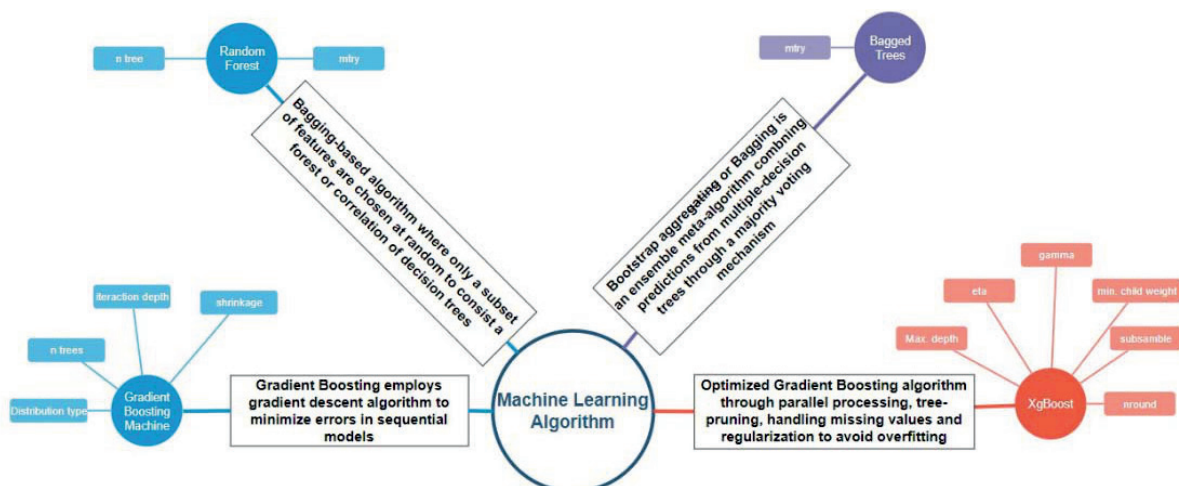 Random
Forest
n tree
mtry
Bagging-based algorithm where only a subset
of features are chosen at random to consist a
forest or correlation of decision trees
Bagged
Trees
mtry
Bootstrap aggregating or Bagging is
an ensemble meta-algorithm combning
predictions from multiple-decision
trees through a majority voting
mechanism
iteraction depth
shrinkage
n trees
Distribution type
Gradient
Boosting
Machine
Gradient Boosting employs
gradient descent algorithm to
minimize errors in sequential
models
Machine Learning
Algorithm
Optimized Gradient Boosting algorithm
through parallel processing, tree-
pruning, handling missing values and
regularization to avoid overfitting
gamma
eta
min. child weight
Max. depth
subsamble
XgBoost
nround